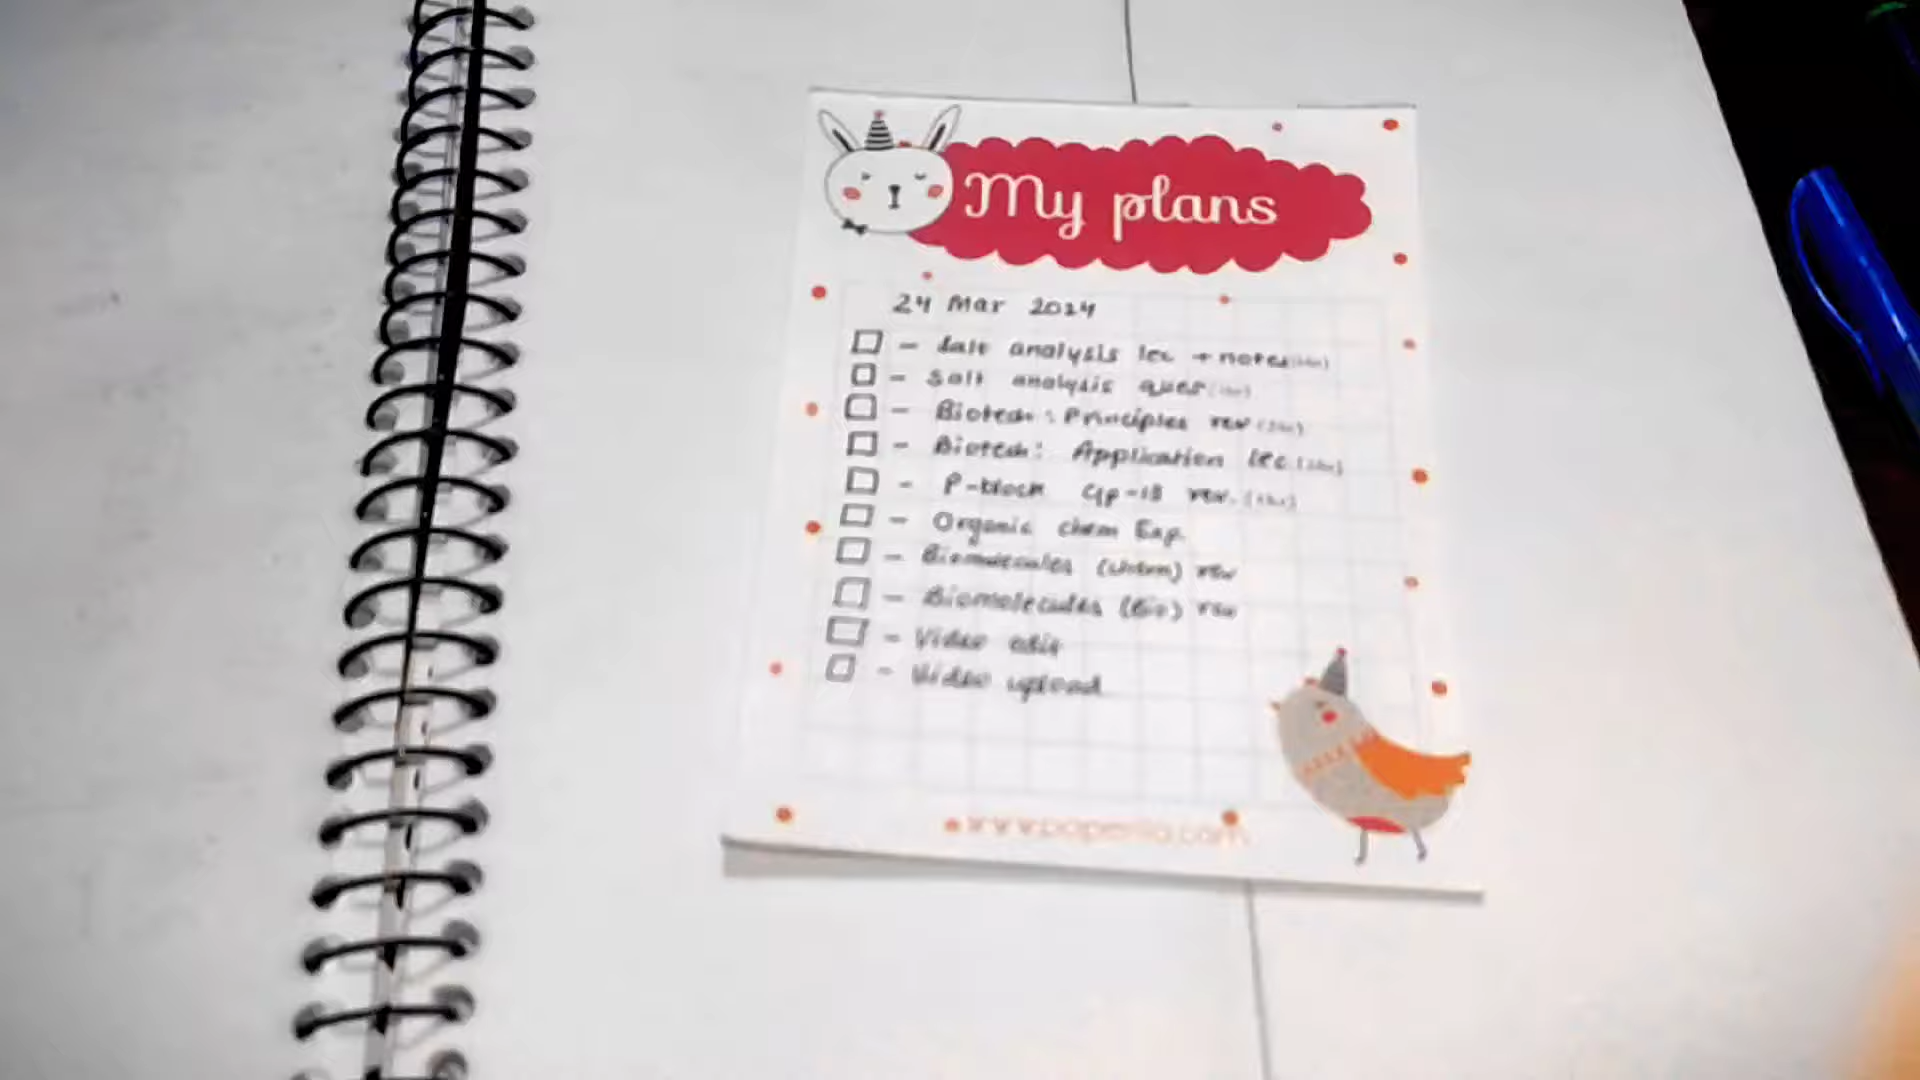 My plans
24 Mar 2024
- Salt analysis lec + notes
- Salt analysis ques
- Biotech : Principles rev
- Biotech : Application lec
- P-block Gp-18 rev.
- Organic chem Exp.
- Biomolecules (chem) rev
- Biomolecules (Bio) rev
- Video edit
- Video upload